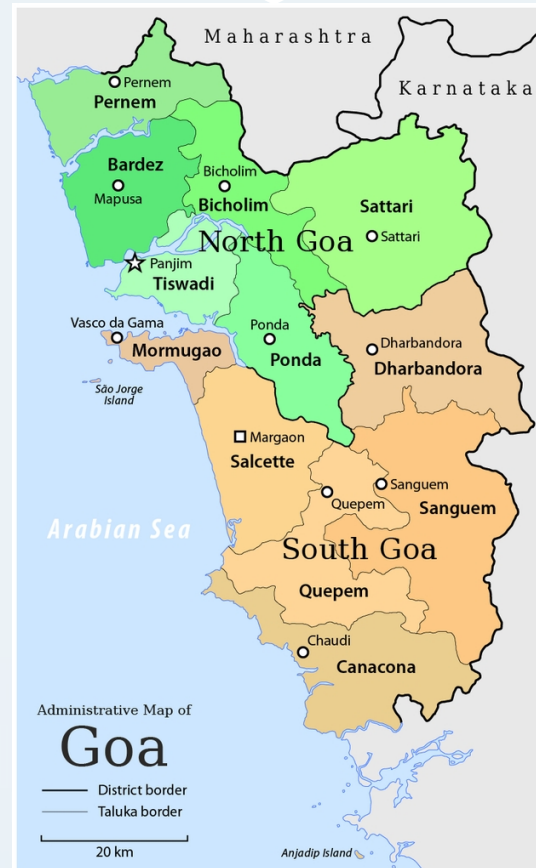 Maharashtra
Karnataka
Pernem
Pernem
Bardez
Mapusa
Bicholim
Bicholim
Sattari
Sattari
North Goa
Panjim
Tiswadi
Vasco da Gama
Mormugao
Ponda
Ponda
Dharbandora
Dharbandora
São Jorge
Island
Margaon
Salcette
Sanguem
Quepem
Sanguem
Arabian Sea
South Goa
Quepem
Chaudi
Canacona
Administrative Map of
Goa
District border
Taluka border
20 km
Anjadip Island